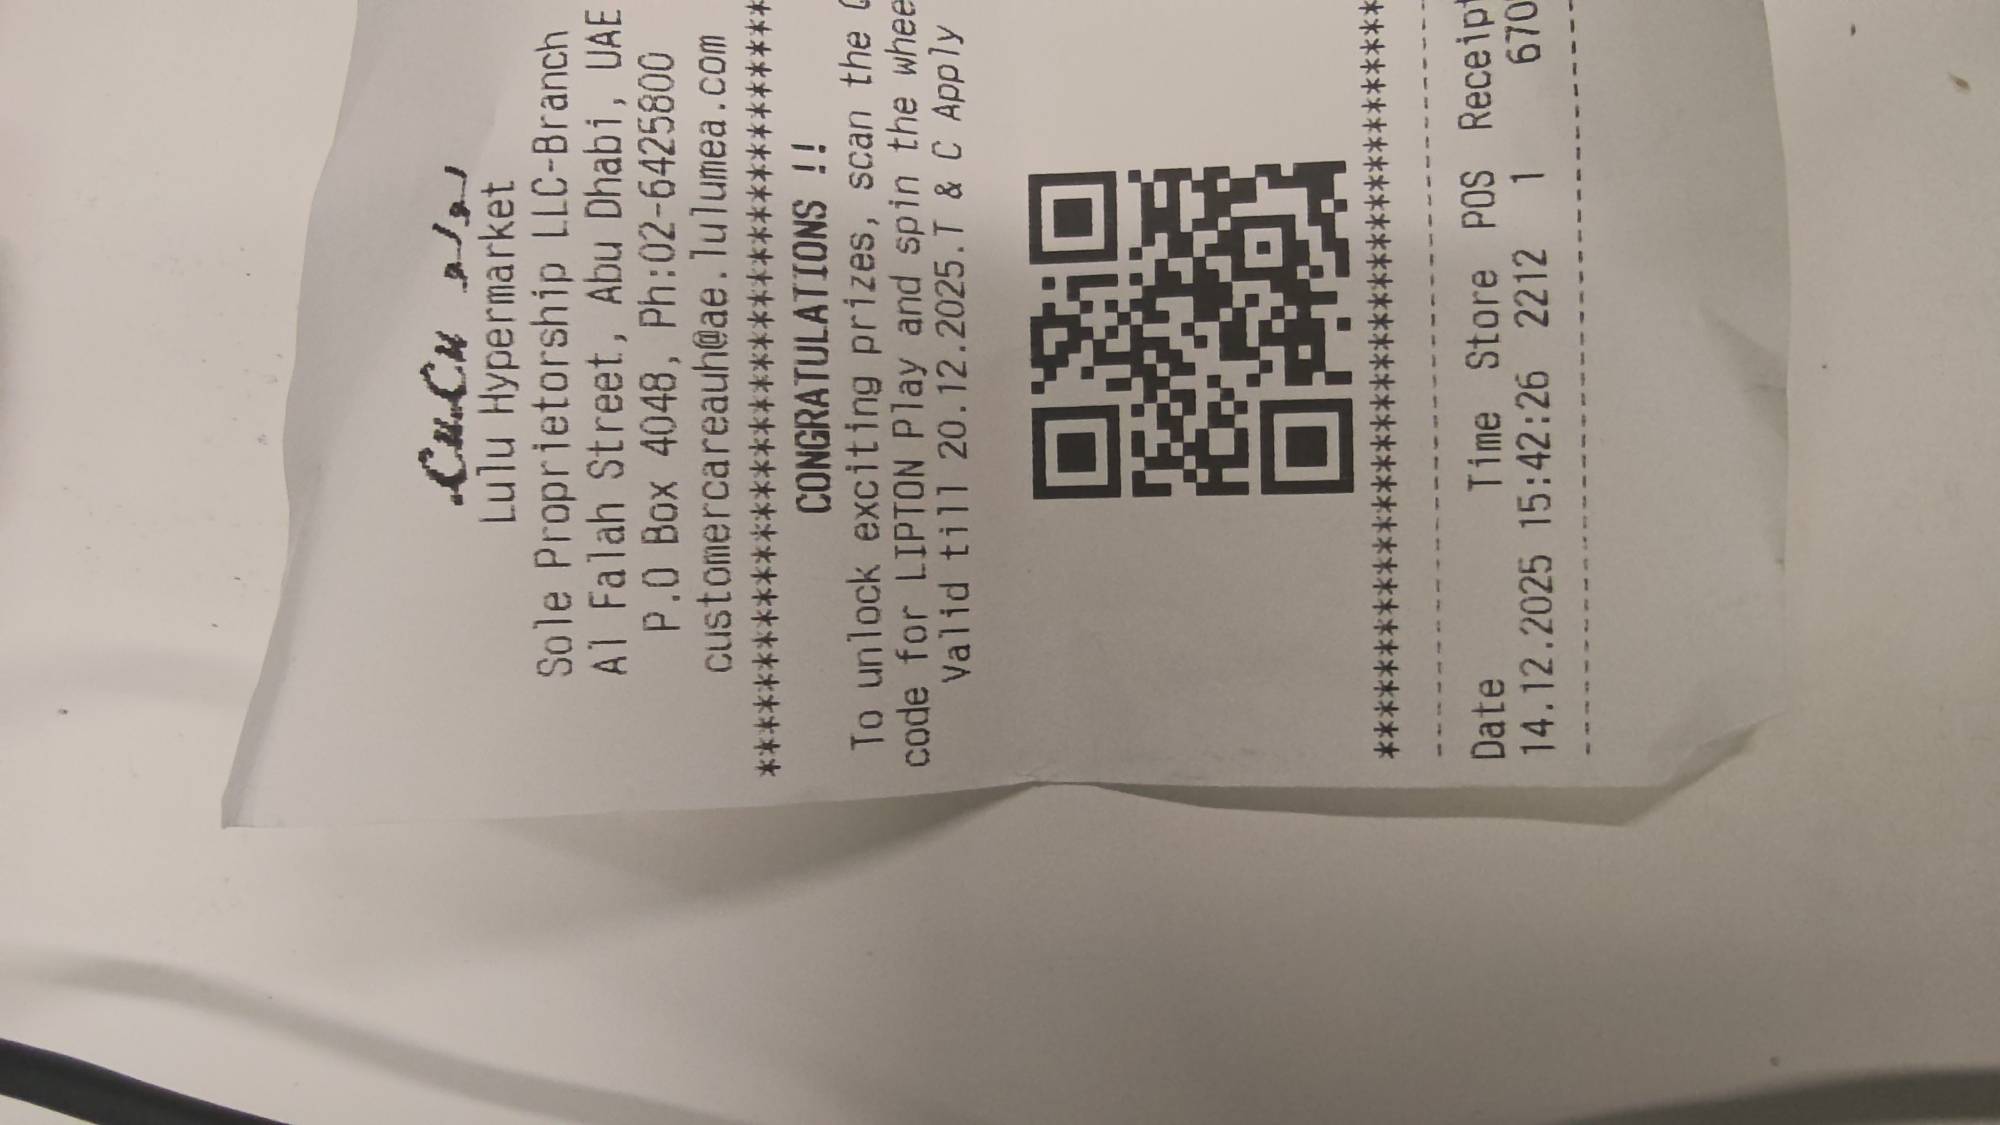 LuLu لولو
Lulu Hypermarket
Sole Proprietorship LLC-Branch
Al Falah Street, Abu Dhabi, UAE
P.O Box 4048, Ph:02-6425800
customercareauh@ae.lulumea.com
******************************
CONGRATULATIONS !!
To unlock exciting prizes, scan the
code for LIPTON Play and spin the whee
Valid till 20.12.2025.T & C Apply
******************************
Date Time Store POS Receipt
14.12.2025 15:42:26 2212 1 670